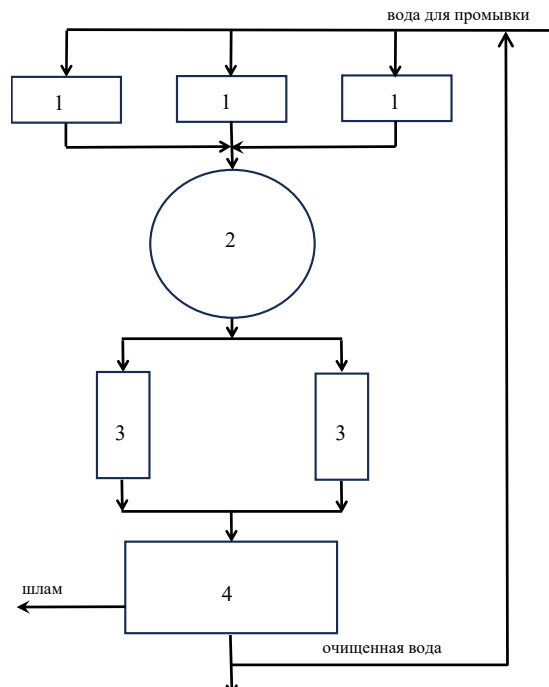 вода для промывки
1 1 1
2
3 3
4
шлам
очищенная вода